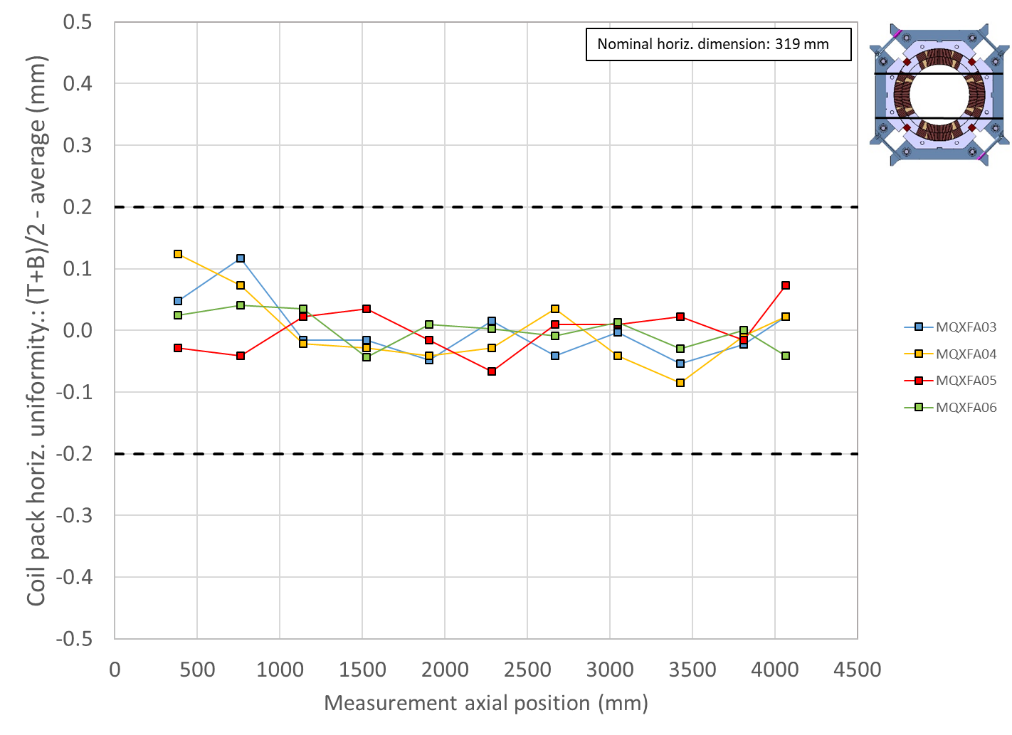 Coil pack horiz. uniformity.: (T+B)/2 - average (mm)
0.5
0.4
0.3
0.2
0.1
0.0
-0.1
-0.2
-0.3
-0.4
-0.5
Nominal horiz. dimension: 319 mm
MQXFA03
MQXFA04
MQXFA05
MQXFA06
0 500 1000 1500 2000 2500 3000 3500 4000 4500
Measurement axial position (mm)